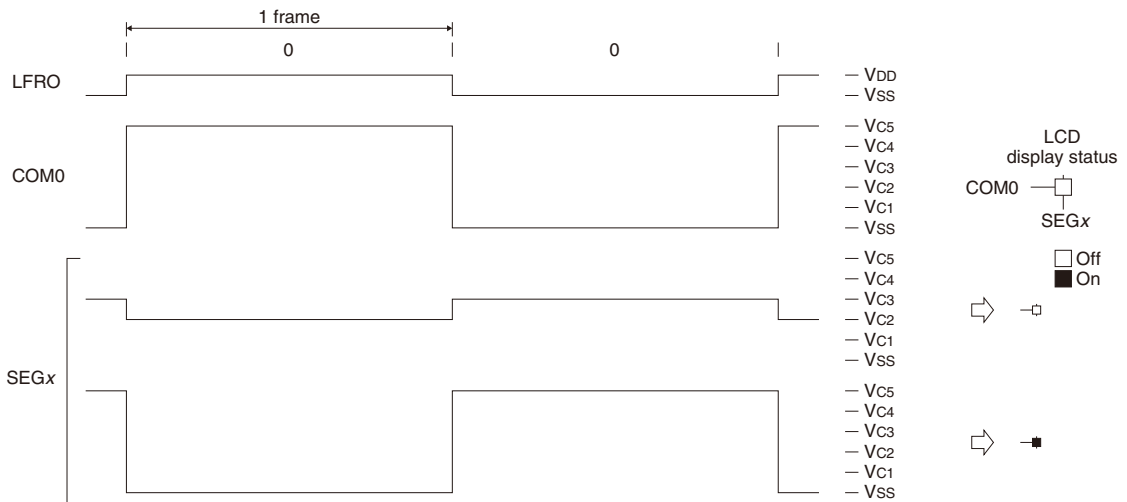 1 frame
0 0
LFRO
VDD
VSS
COM0
VC5
VC4
VC3
VC2
VC1
VSS
LCD
display status
COM0
SEGx
Off
On
SEGx
VC5
VC4
VC3
VC2
VC1
VSS
VC5
VC4
VC3
VC2
VC1
VSS